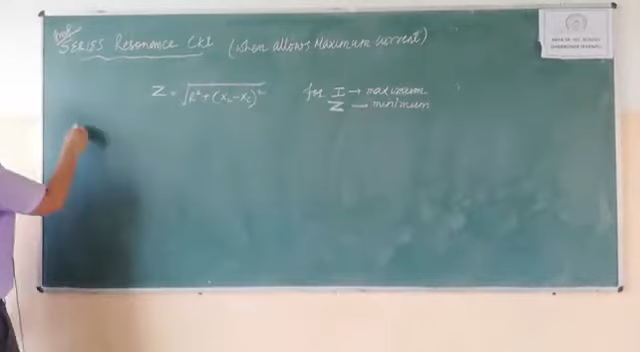 SERIES Resonance CKT (when allows Maximum current)
Z = √R²+(XL-XC)²
for I → maximum
Z — minimum